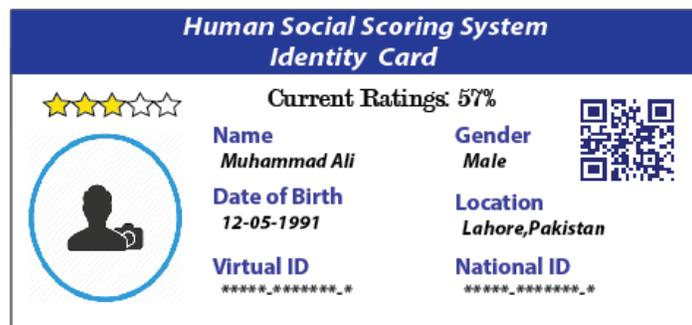 Human Social Scoring System
Identity Card
Current Ratings: 57%
Name
Muhammad Ali
Gender
Male
Date of Birth
12-05-1991
Location
Lahore,Pakistan
Virtual ID
*****-*******-*
National ID
*****-*******-*